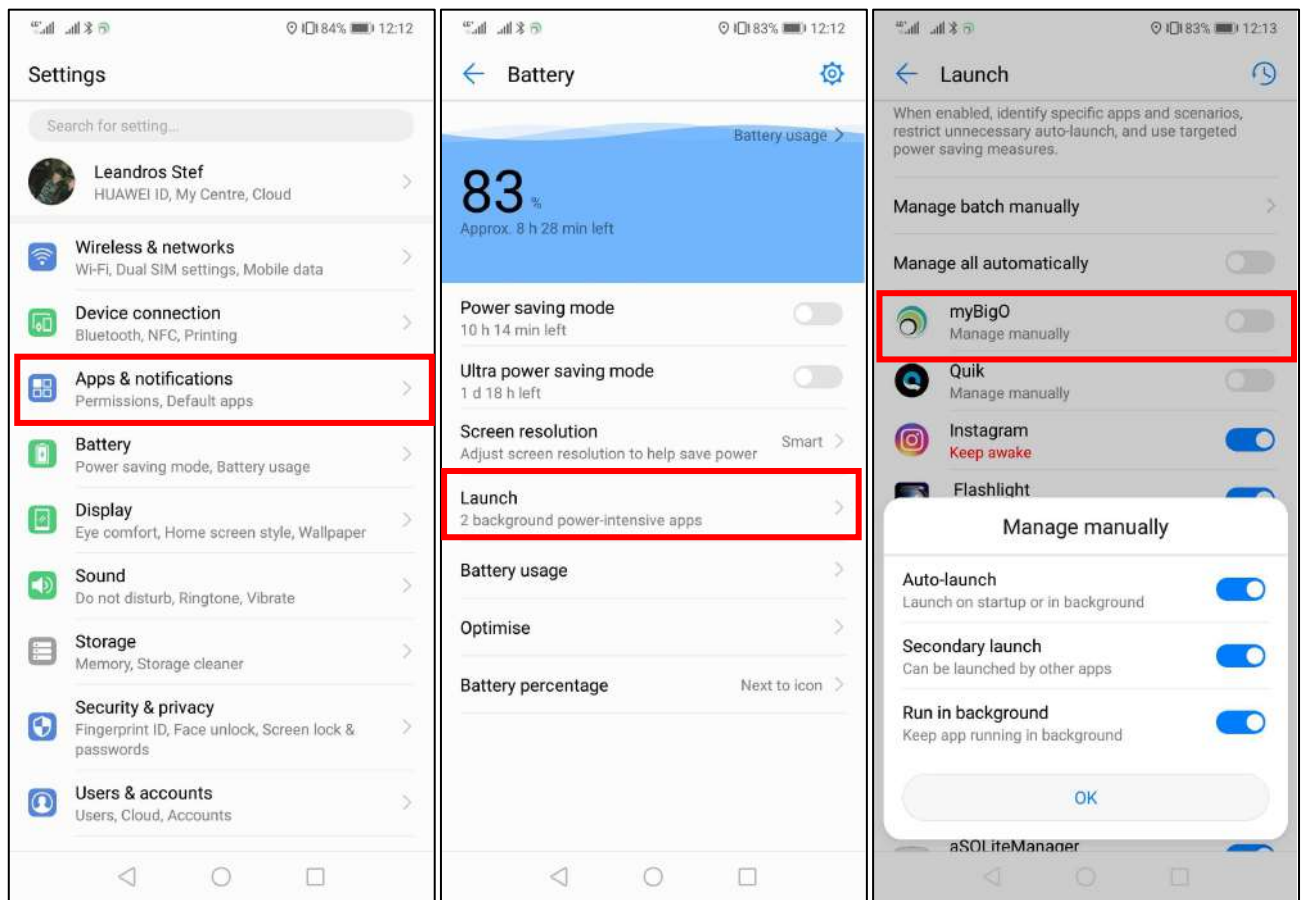 84% 12:12
Settings
Search for setting...
Leandros Stef
HUAWEI ID, My Centre, Cloud
Wireless & networks
Wi-Fi, Dual SIM settings, Mobile data
Device connection
Bluetooth, NFC, Printing
Apps & notifications
Permissions, Default apps
Battery
Power saving mode, Battery usage
Display
Eye comfort, Home screen style, Wallpaper
Sound
Do not disturb, Ringtone, Vibrate
Storage
Memory, Storage cleaner
Security & privacy
Fingerprint ID, Face unlock, Screen lock &
passwords
Users & accounts
Users, Cloud, Accounts
83% 12:12
Battery
Battery usage
83 %
Approx. 8 h 28 min left
Power saving mode
10 h 14 min left
Ultra power saving mode
1 d 18 h left
Screen resolution
Smart
Adjust screen resolution to help save power
Launch
2 background power-intensive apps
Battery usage
Optimise
Battery percentage Next to icon
83% 12:13
Launch
When enabled, identify specific apps and scenarios,
restrict unnecessary auto-launch, and use targeted
power saving measures.
Manage batch manually
Manage all automatically
myBigO
Manage manually
Quik
Manage manually
Instagram
Keep awake
Flashlight
Manage manually
Auto-launch
Launch on startup or in background
Secondary launch
Can be launched by other apps
Run in background
Keep app running in background
OK
aSQLiteManager